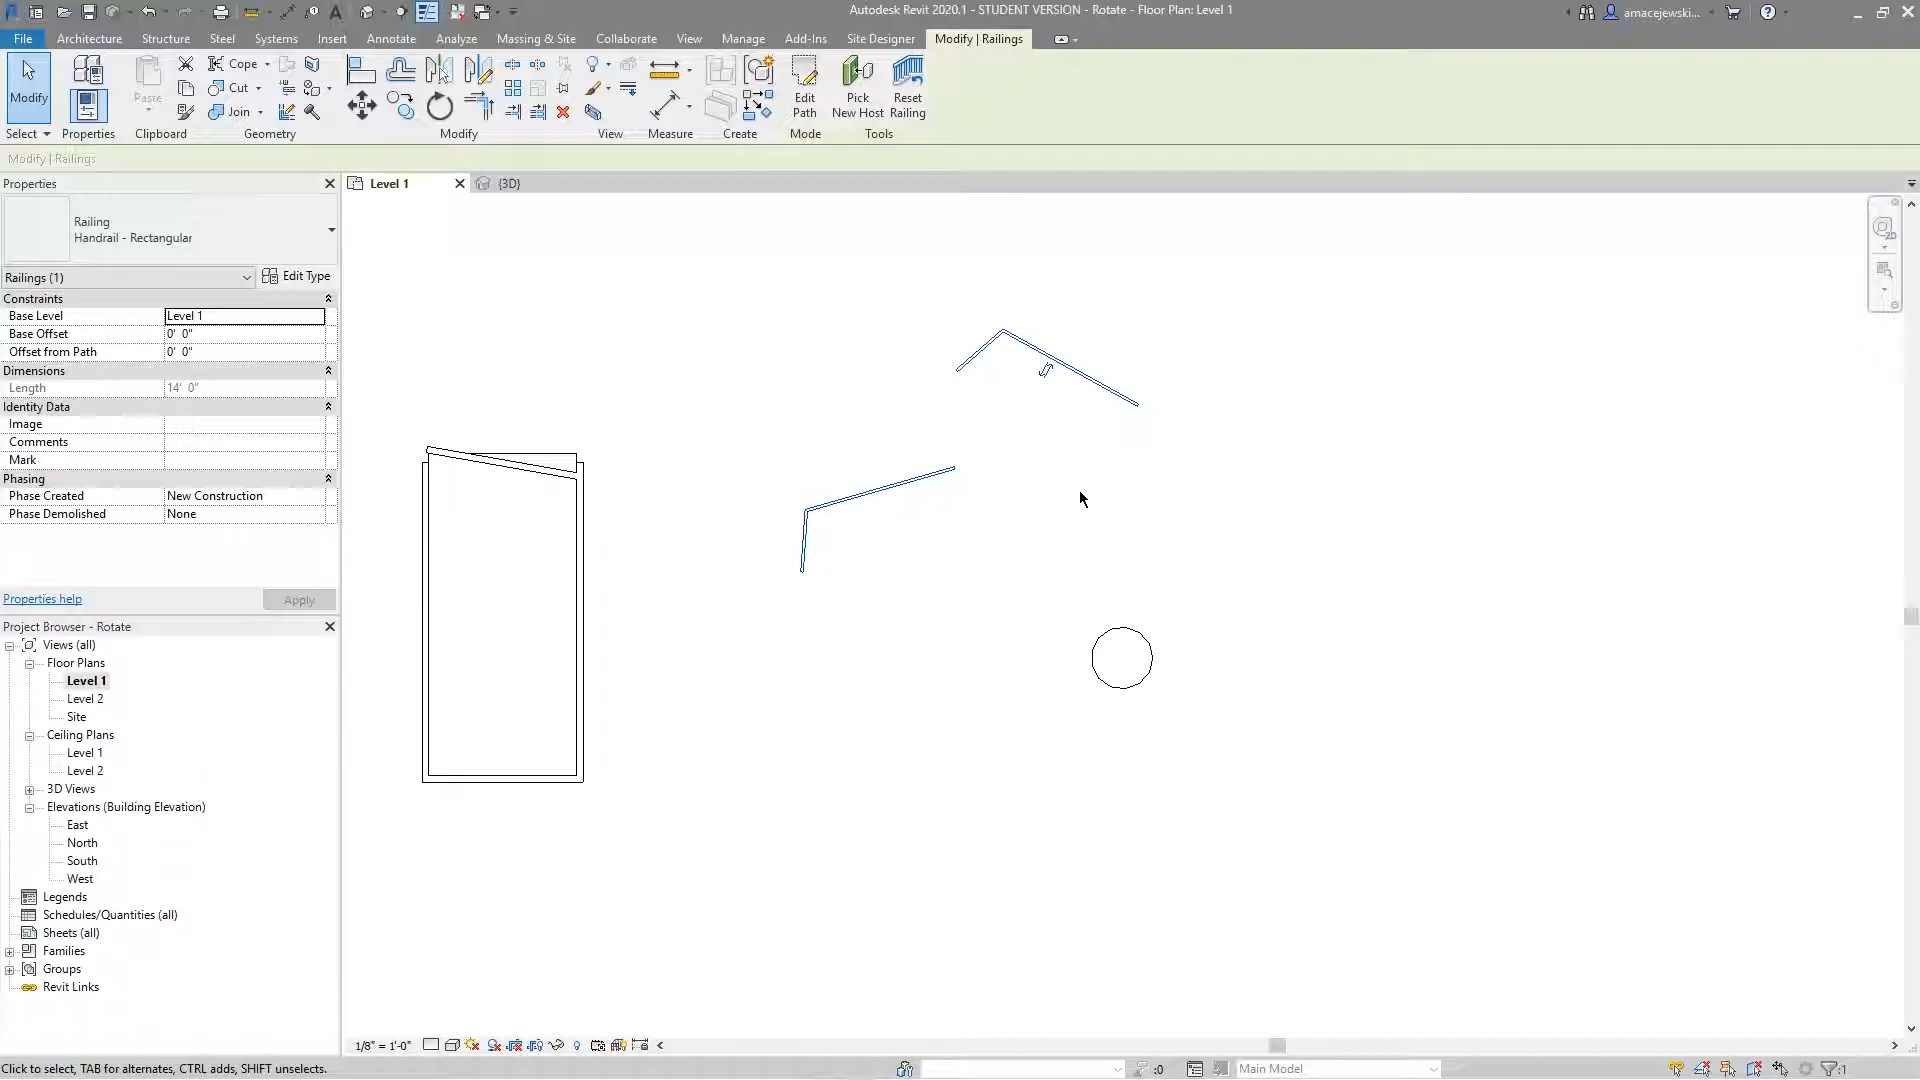 Autodesk Revit 2020.1 - STUDENT VERSION - Rotate - Floor Plan: Level 1
amacejewski...
File Architecture Structure Steel Systems Insert Annotate Analyze Massing & Site Collaborate View Manage Add-Ins Site Designer Modify | Railings
Modify
Paste
Cope
Cut
Join
Edit Path
Pick New Host
Reset Railing
Select Properties Clipboard Geometry Modify View Measure Create Mode Tools
Modify | Railings
Properties
Level 1
{3D}
Railing
Handrail - Rectangular
Railings (1)
Edit Type
Constraints
Base Level Level 1
Base Offset 0' 0"
Offset from Path 0' 0"
Dimensions
Length 14' 0"
Identity Data
Image
Comments
Mark
Phasing
Phase Created New Construction
Phase Demolished None
Properties help
Apply
Project Browser - Rotate
Views (all)
Floor Plans
Level 1
Level 2
Site
Ceiling Plans
Level 1
Level 2
3D Views
Elevations (Building Elevation)
East
North
South
West
Legends
Schedules/Quantities (all)
Sheets (all)
Families
Groups
Revit Links
2D
1/8" = 1'-0"
Click to select, TAB for alternates, CTRL adds, SHIFT unselects.
:0
Main Model
:1